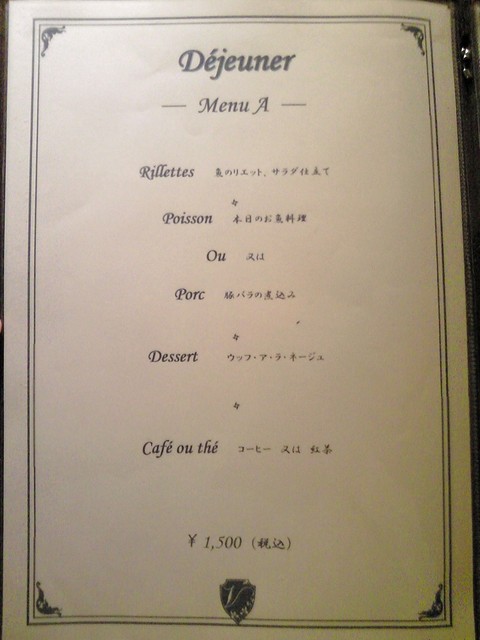 Déjeuner
— Menu A —
Rillettes 魚のリエット、サラダ仕立て
Poisson 本日のお魚料理
Ou 又は
Porc 豚バラの煮込み
Dessert ウッフ・ア・ラ・ネージュ
Café ou thé コーヒー 又は 紅茶
¥ 1,500 (税込)
V